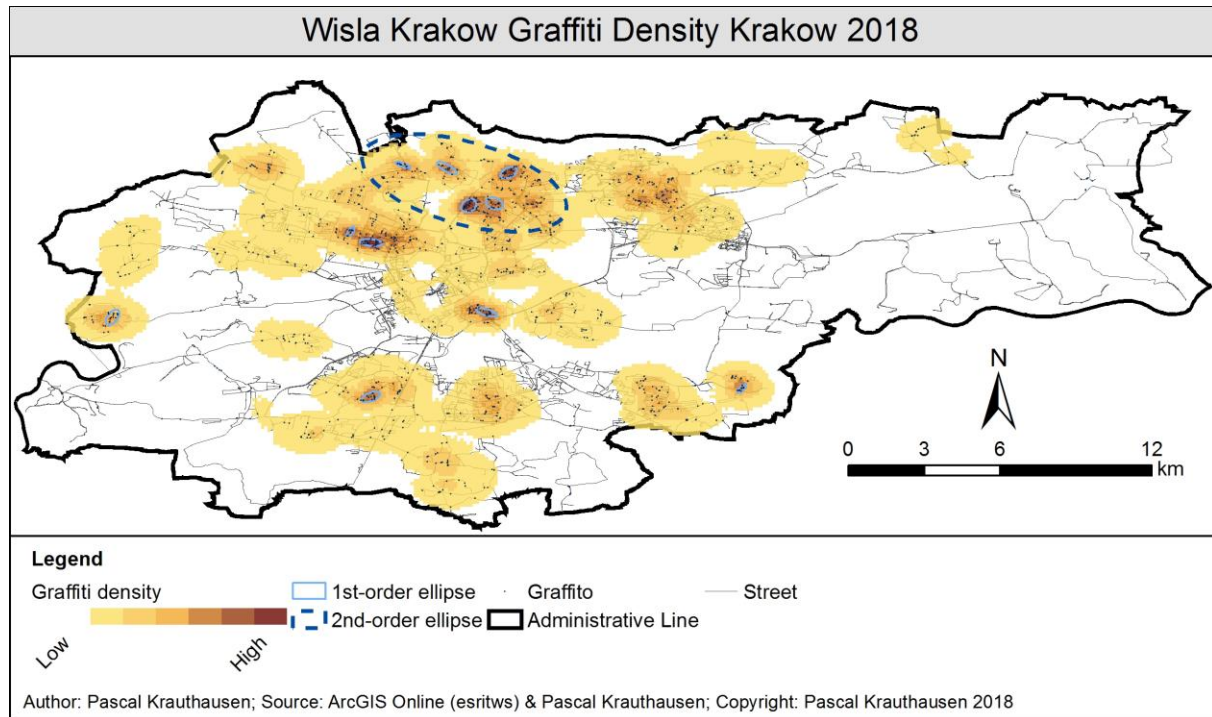 Wisla Krakow Graffiti Density Krakow 2018
N
0 3 6 12
km
Legend
Graffiti density 1st-order ellipse Graffito Street
2nd-order ellipse Administrative Line
Low High
Author: Pascal Krauthausen; Source: ArcGIS Online (esritws) & Pascal Krauthausen; Copyright: Pascal Krauthausen 2018